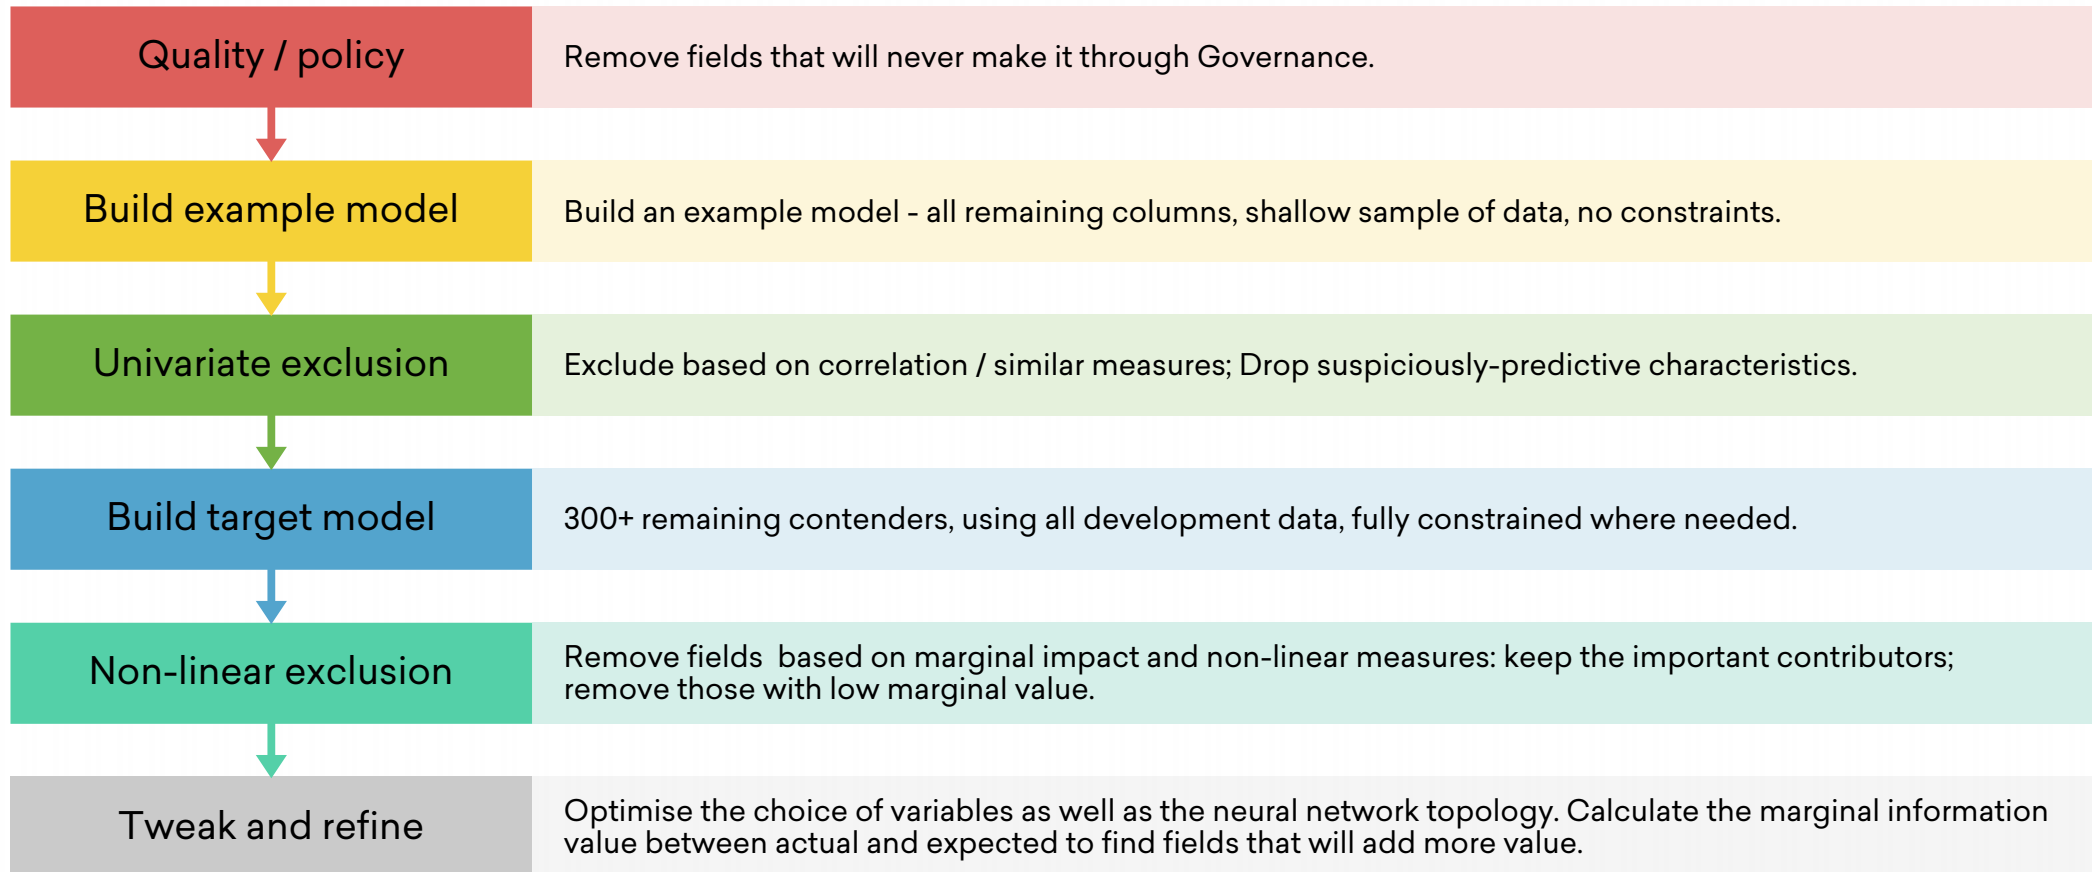 Quality / policy
Remove fields that will never make it through Governance.
Build example model
Build an example model - all remaining columns, shallow sample of data, no constraints.
Univariate exclusion
Exclude based on correlation / similar measures; Drop suspiciously-predictive characteristics.
Build target model
300+ remaining contenders, using all development data, fully constrained where needed.
Non-linear exclusion
Remove fields  based on marginal impact and non-linear measures: keep the important contributors;
remove those with low marginal value.
Tweak and refine
Optimise the choice of variables as well as the neural network topology. Calculate the marginal information
value between actual and expected to find fields that will add more value.